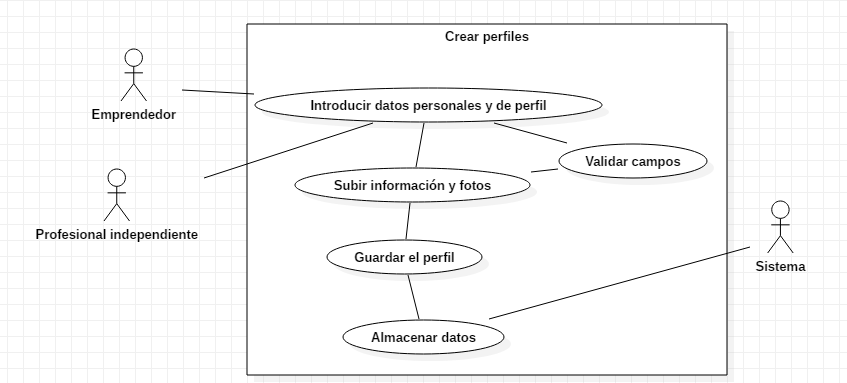 Crear perfiles
Emprendedor
Introducir datos personales y de perfil
Validar campos
Subir información y fotos
Profesional independiente
Guardar el perfil
Sistema
Almacenar datos